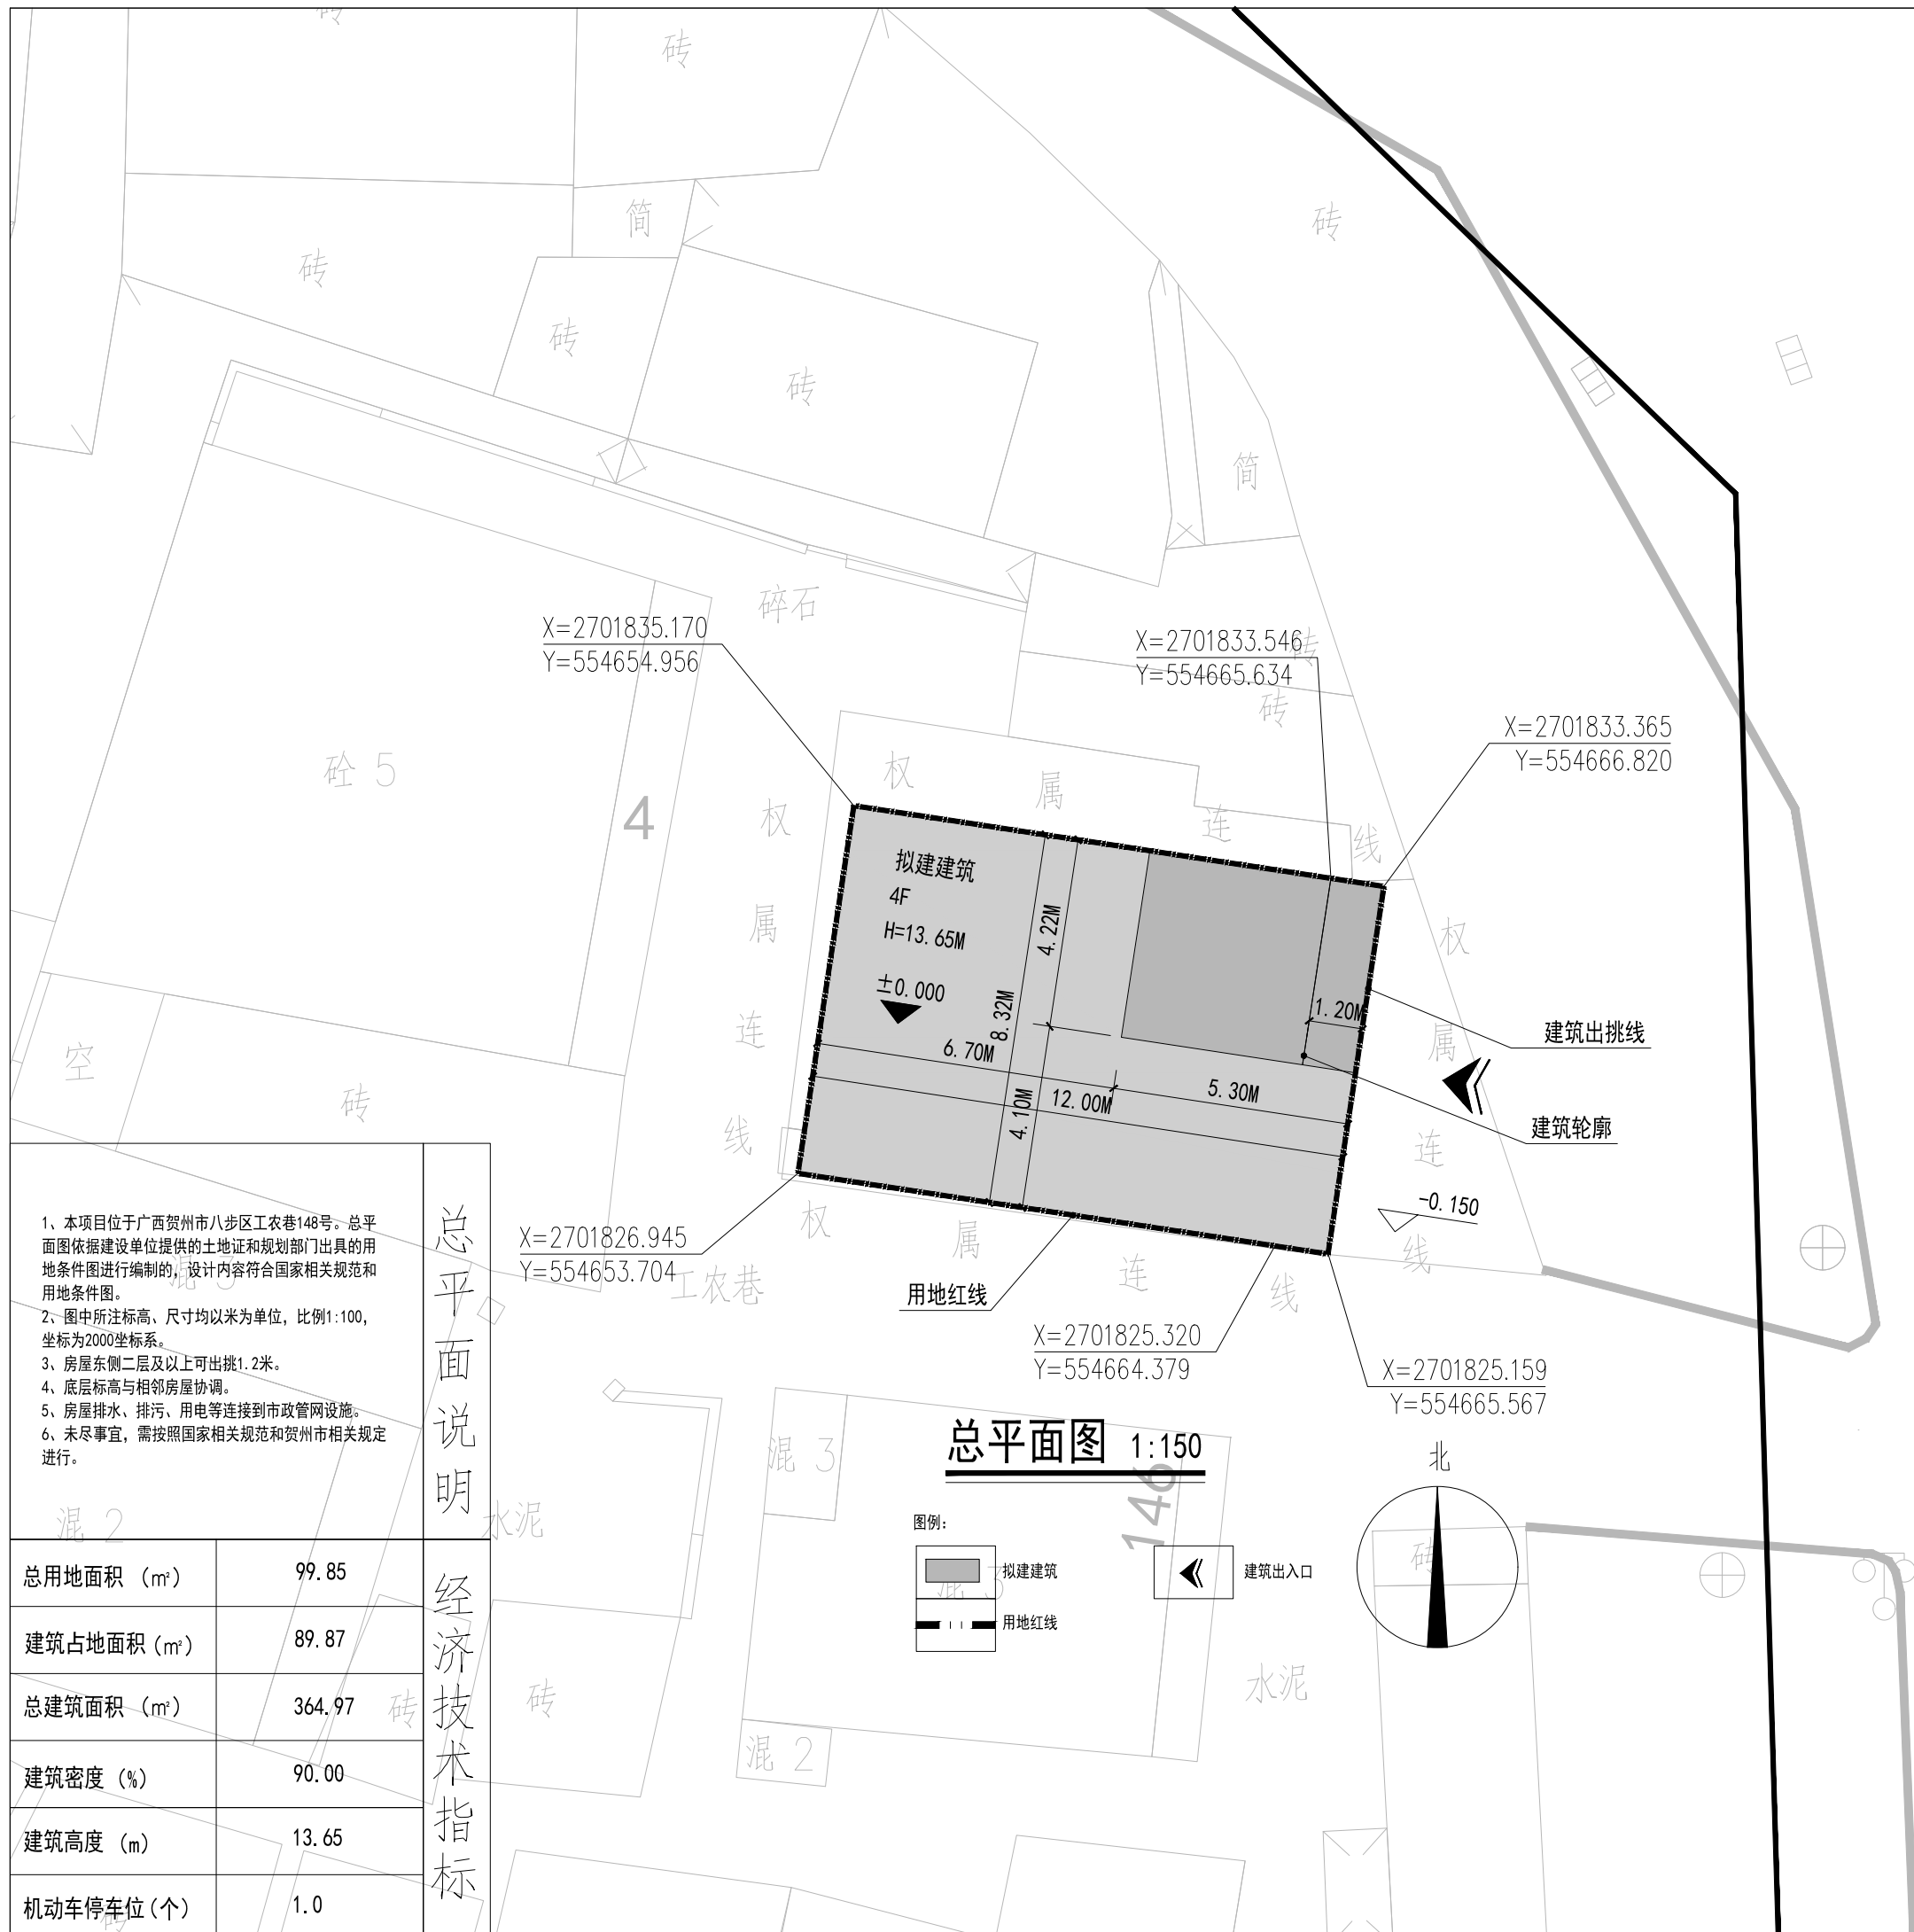 砖
砖
砖
简
砖
砖
砖
砖
简
碎石
X=2701835.170
Y=554654.956
X=2701833.546
Y=554665.634
砖
砖
X=2701833.365
Y=554666.820
砼 5
4
权
属
连
线
权
属
连
线
拟建建筑
4F
H=13.65M
±0.000
4.22M
8.32M
6.70M
4.10M
12.00M
5.30M
1.20M
权
属
连
线
建筑出挑线
建筑轮廓
-0.150
空
砖
X=2701826.945
Y=554653.704
工农巷
权
属
连
线
用地红线
X=2701825.320
Y=554664.379
X=2701825.159
Y=554665.567
总平面说明
1、本项目位于广西贺州市八步区工农巷148号。总平
面图依据建设单位提供的土地证和规划部门出具的用
地条件图进行编制的，设计内容符合国家相关规范和
用地条件图。
2、图中所注标高、尺寸均以米为单位，比例1:100，
坐标为2000坐标系。
3、房屋东侧二层及以上可出挑1.2米。
4、底层标高与相邻房屋协调。
5、房屋排水、排污、用电等连接到市政管网设施。
6、未尽事宜，需按照国家相关规范和贺州市相关规定
进行。
混 3
混 2
水泥
混 3
146
总平面图 1:150
北
图例：
拟建建筑
建筑出入口
用地红线
混 3
砖
水泥
混 2
砖
砖
砖
经济技术指标
总用地面积 （㎡） 99.85
建筑占地面积（㎡） 89.87
总建筑面积 （㎡） 364.97
建筑密度（%） 90.00
建筑高度 （m） 13.65
机动车停车位（个） 1.0